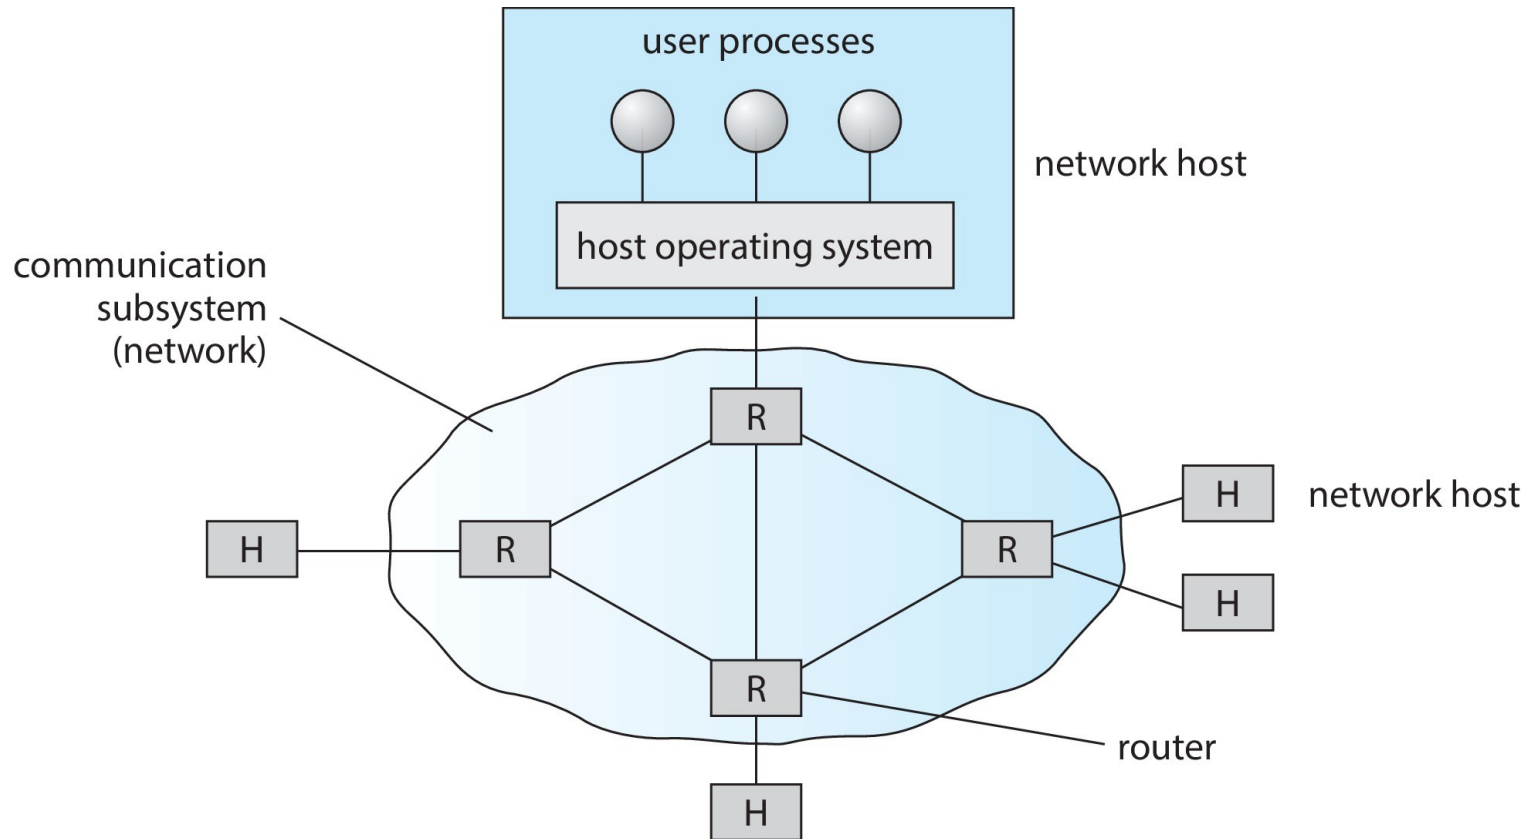 user processes
network host
host operating system
communication
subsystem
(network)
R
H
network host
H
R
R
H
R
router
H